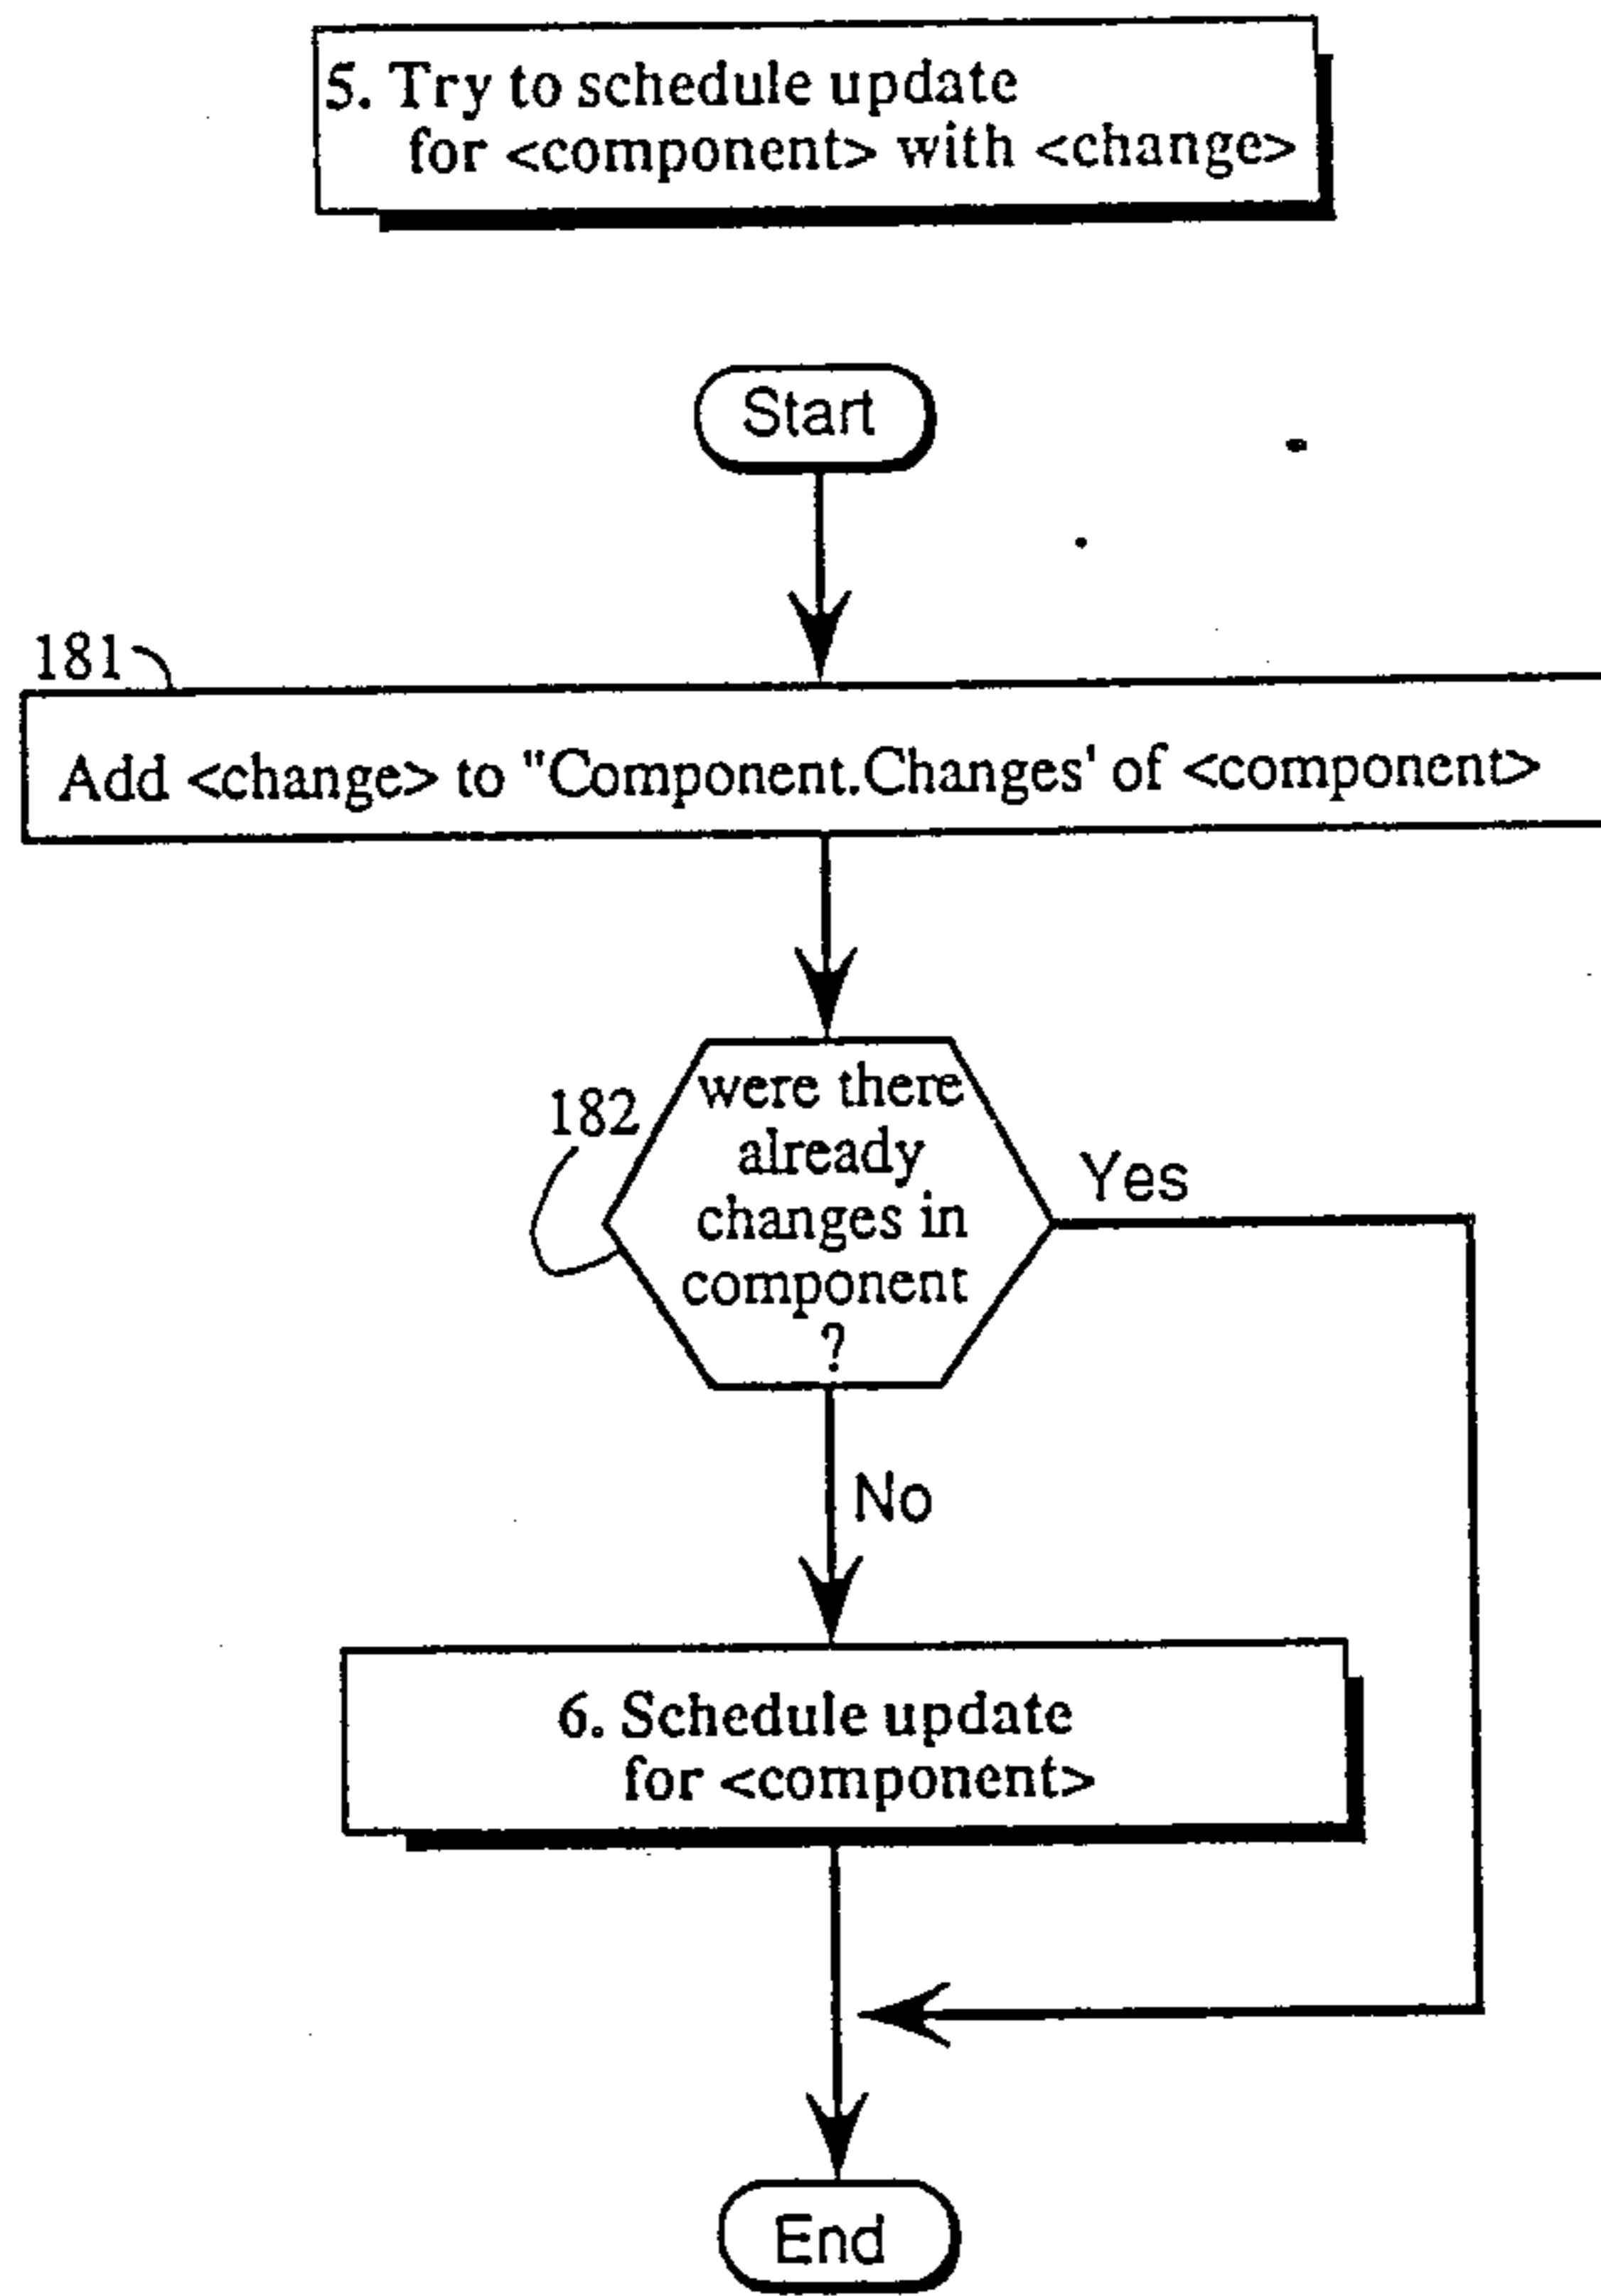 5. Try to schedule update
for <component> with <change>
Start
181
Add <change> to "Component.Changes' of <component>
182
were there
already
changes in
component
?
Yes
No
6. Schedule update
for <component>
End